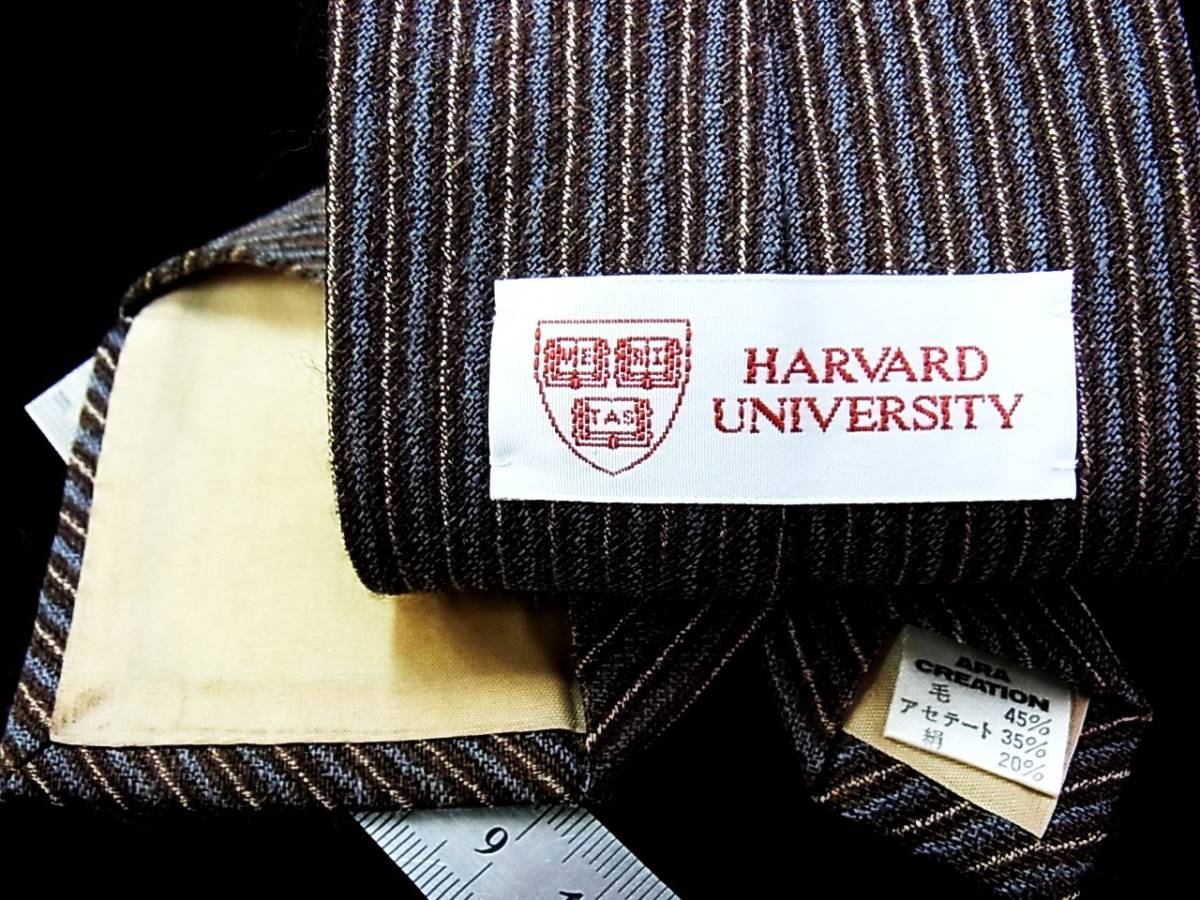 VE RI
TAS
HARVARD
UNIVERSITY
ARA
CREATION
毛 45%
アセテート 35%
絹 20%
9